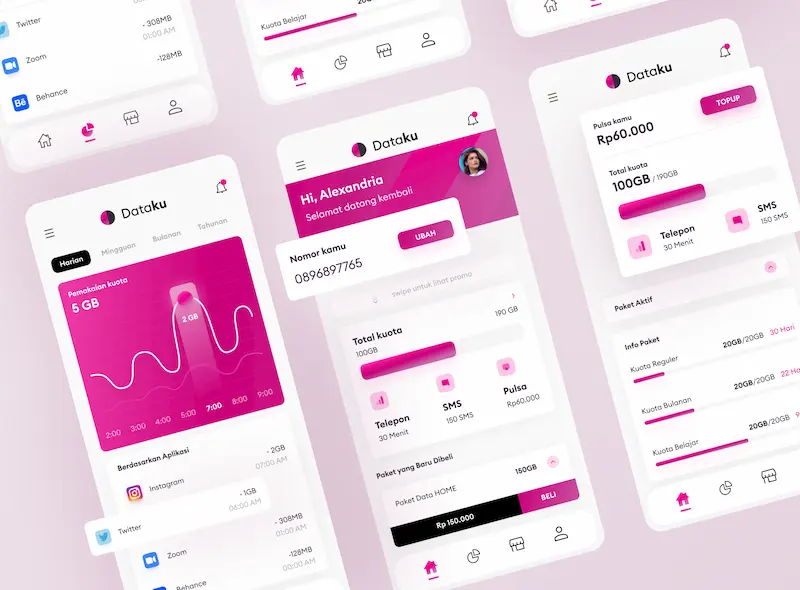 Twitter
- 308MB
01:00 AM
Zoom
-128MB
Behance
Kuota Belajar
Dataku
Harian
Mingguan
Bulanan
Tahunan
Pemakaian kuota
5 GB
2 GB
2:00
3:00
4:00
5:00
7:00
8:00
9:00
Berdasarkan Aplikasi
Instagram
- 2GB
07:00 AM
Twitter
- 1GB
06:00 AM
Zoom
- 308MB
01:00 AM
Behance
-128MB
00:00 AM
Dataku
Hi, Alexandria
Selamat datang kembali
Nomor kamu
0896897765
UBAH
swipe untuk lihat promo
Total kuota
100GB
190 GB
Telepon
30 Menit
SMS
150 SMS
Pulsa
Rp60.000
Paket yang Baru Dibeli
Paket Data HOME
150GB
Rp 150.000
BELI
Dataku
Pulsa kamu
Rp60.000
TOPUP
Total kuota
100GB / 190GB
Telepon
30 Menit
SMS
150 SMS
Paket Aktif
Info Paket
Kuota Reguler
20GB/20GB
30 Hari
Kuota Bulanan
20GB/20GB
Kuota Belajar
20GB/20GB